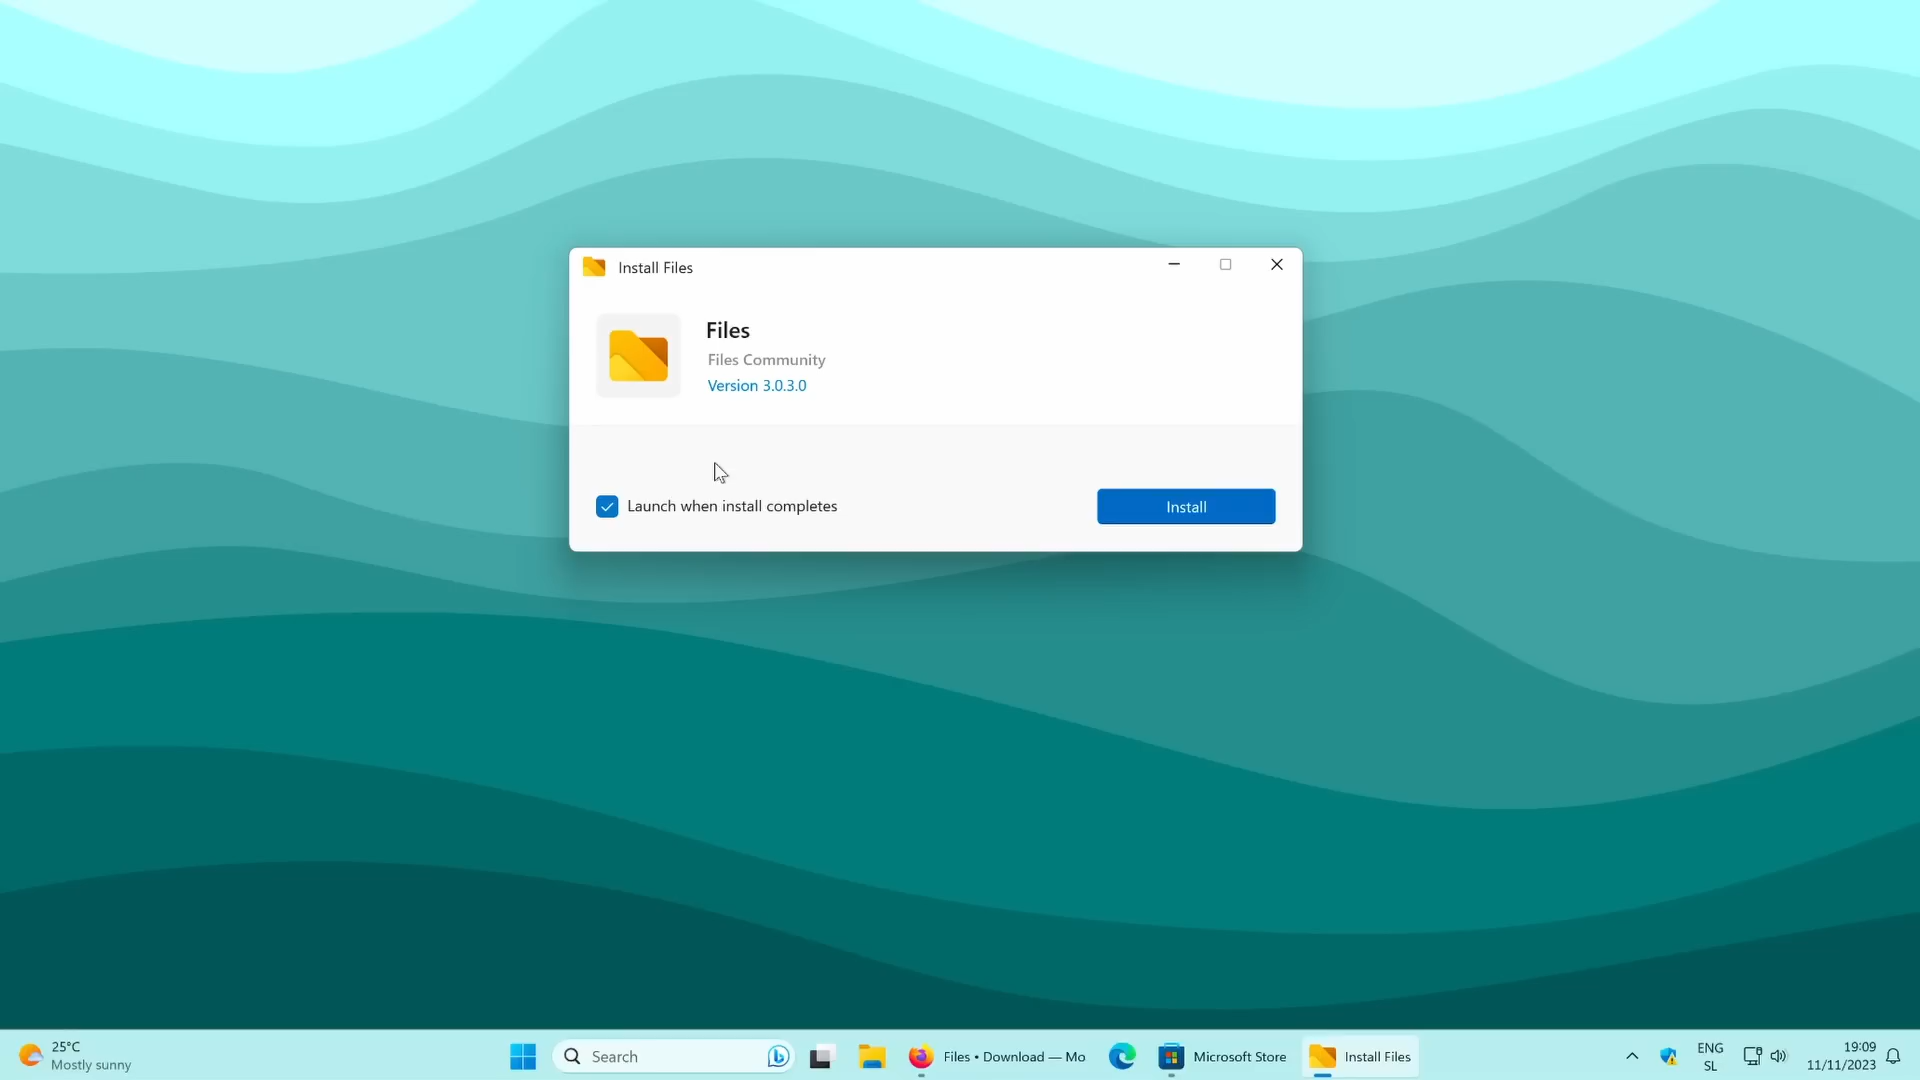 Install Files
Files
Files Community
Version 3.0.3.0
Launch when install completes
Install
25°C
Mostly sunny
Search
Files • Download — Mo
Microsoft Store
Install Files
ENG
SL
19:09
11/11/2023